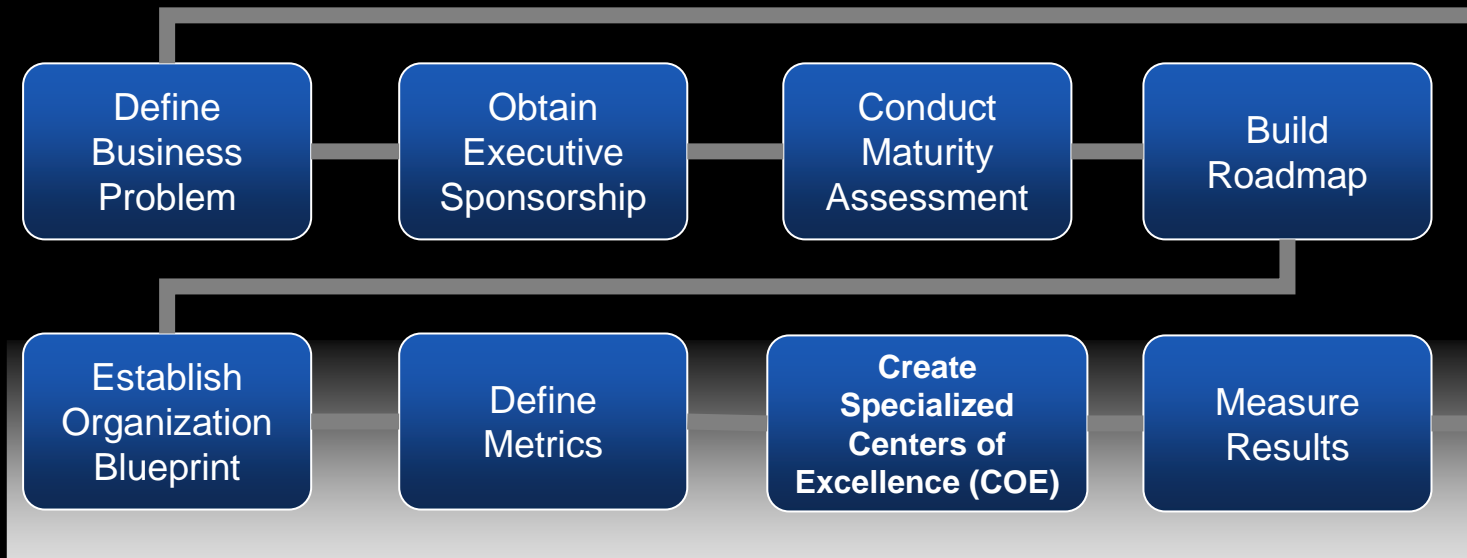 Define
Business
Problem
Obtain
Executive
Sponsorship
Conduct
Maturity
Assessment
Build
Roadmap
Establish
Organization
Blueprint
Define
Metrics
Create
Specialized
Centers of
Excellence (COE)
Measure
Results